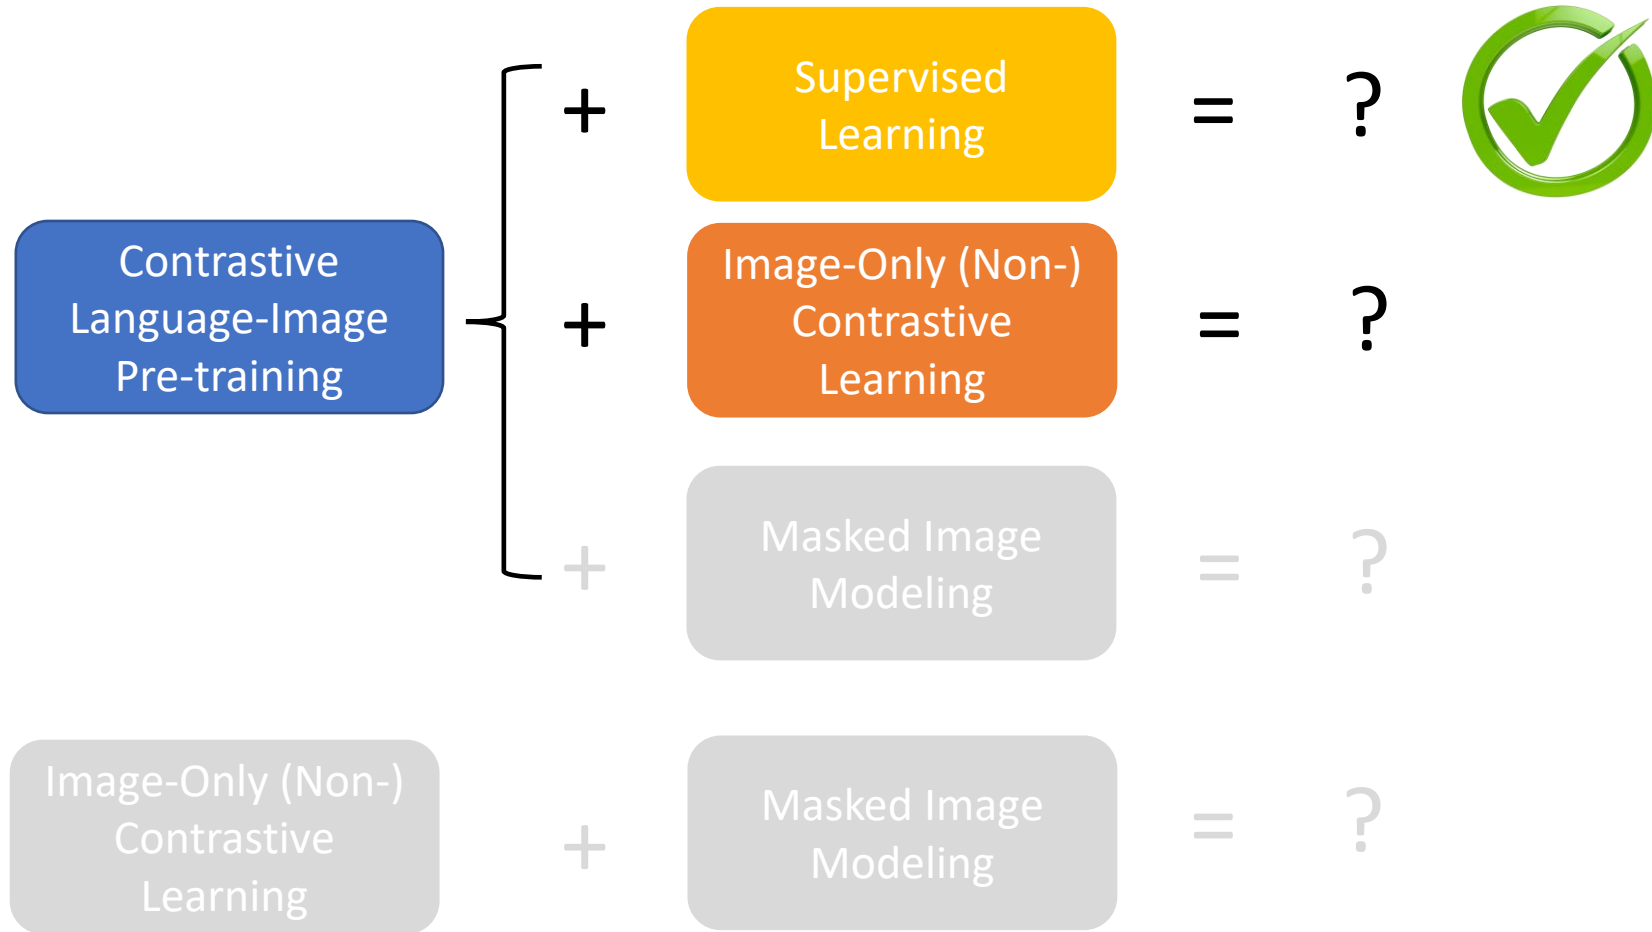 +
Supervised
Learning
=
?
Contrastive
Language-Image
Pre-training
+
Image-Only (Non-)
Contrastive
Learning
=
?
+
Masked Image
Modeling
=
?
Image-Only (Non-)
Contrastive
Learning
+
Masked Image
Modeling
=
?